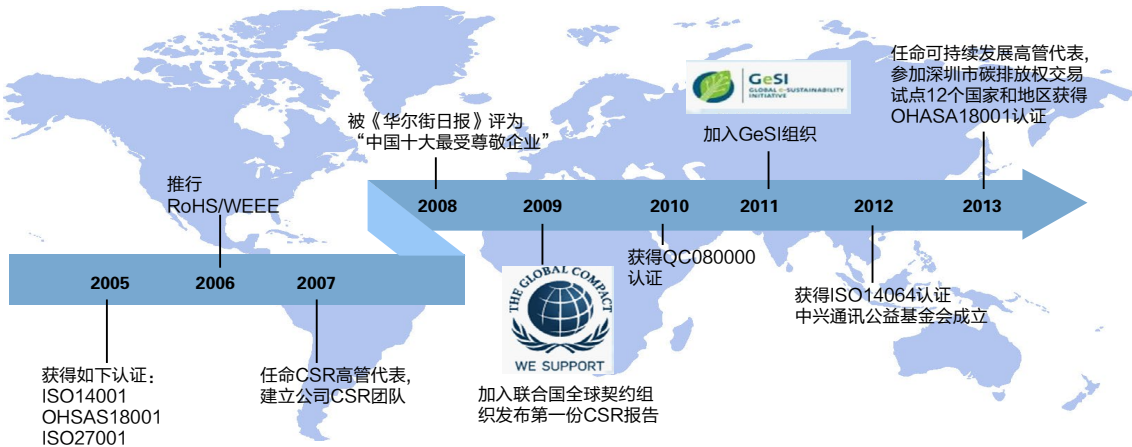 任命可持续发展高管代表，
参加深圳市碳排放权交易
试点12个国家和地区获得
OHASA18001认证
GeSI
GLOBAL e-SUSTAINABILITY
INITIATIVE
加入GeSI组织
被《华尔街日报》评为
“中国十大最受尊敬企业”
推行
RoHS/WEEE
2008
2009
2010
2011
2012
2013
2005
2006
2007
获得QC080000
认证
THE GLOBAL COMPACT
WE SUPPORT
获得ISO14064认证
中兴通讯公益基金会成立
获得如下认证：
ISO14001
OHSAS18001
ISO27001
任命CSR高管代表，
建立公司CSR团队
加入联合国全球契约组
织发布第一份CSR报告